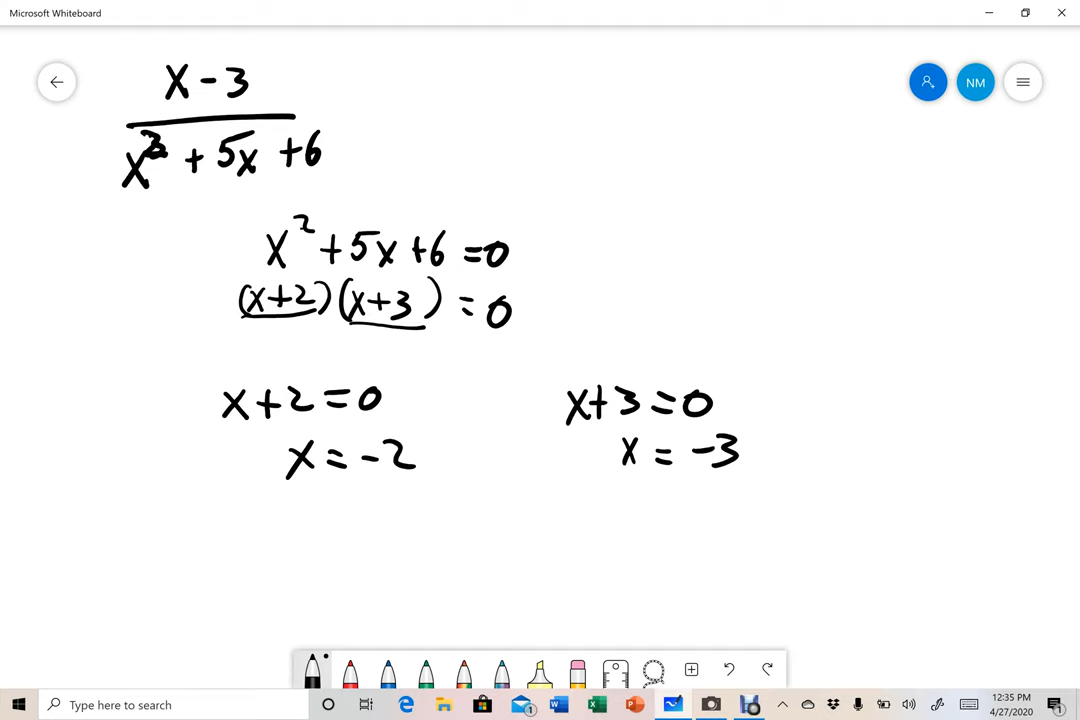 Microsoft Whiteboard
NM
x - 3
x² + 5x + 6
x² + 5x + 6 = 0
(x+2)(x+3) = 0
x + 2 = 0
x = -2
x + 3 = 0
x = -3
Type here to search
12:35 PM
4/27/2020